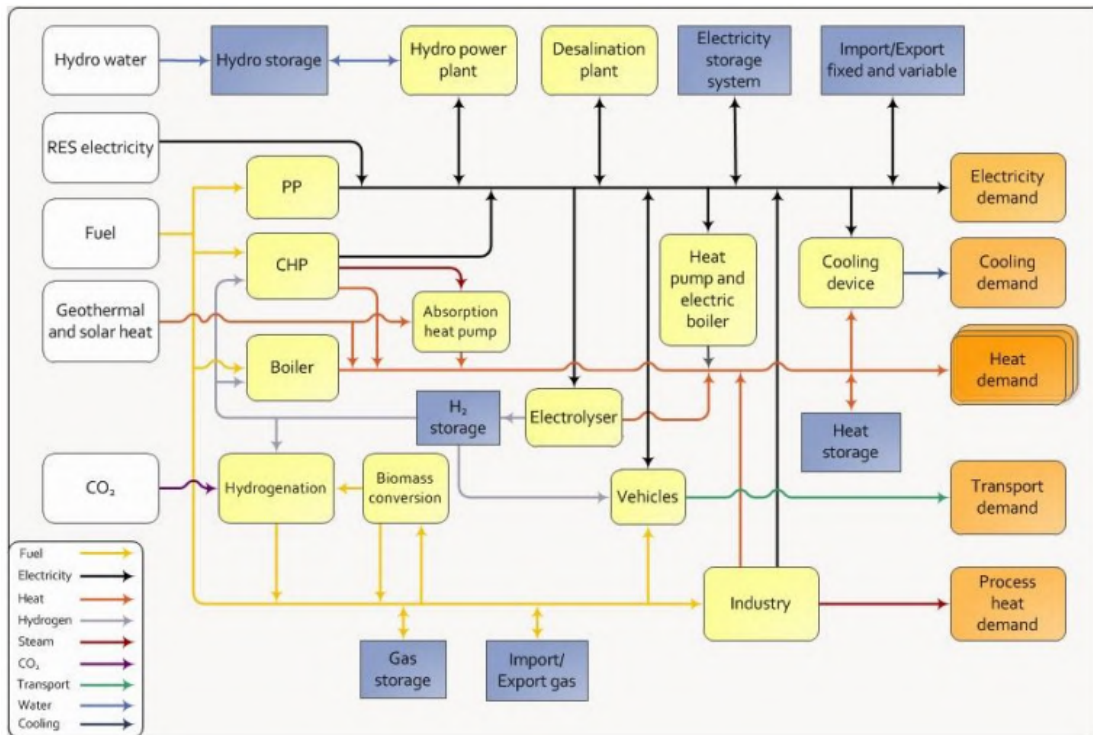 Hydro water
Hydro storage
Hydro power
plant
Desalination
plant
Electricity
storage
system
Import/Export
fixed and variable
RES electricity
PP
Electricity
demand
Fuel
CHP
Heat
pump and
electric
boiler
Cooling
device
Cooling
demand
Geothermal
and solar heat
Absorption
heat pump
Boiler
Heat
demand
H₂
storage
Electrolyser
Heat
storage
CO₂
Hydrogenation
Biomass
conversion
Vehicles
Transport
demand
Fuel
Electricity
Heat
Hydrogen
Steam
CO₂
Transport
Water
Cooling
Industry
Process
heat
demand
Gas
storage
Import/
Export gas